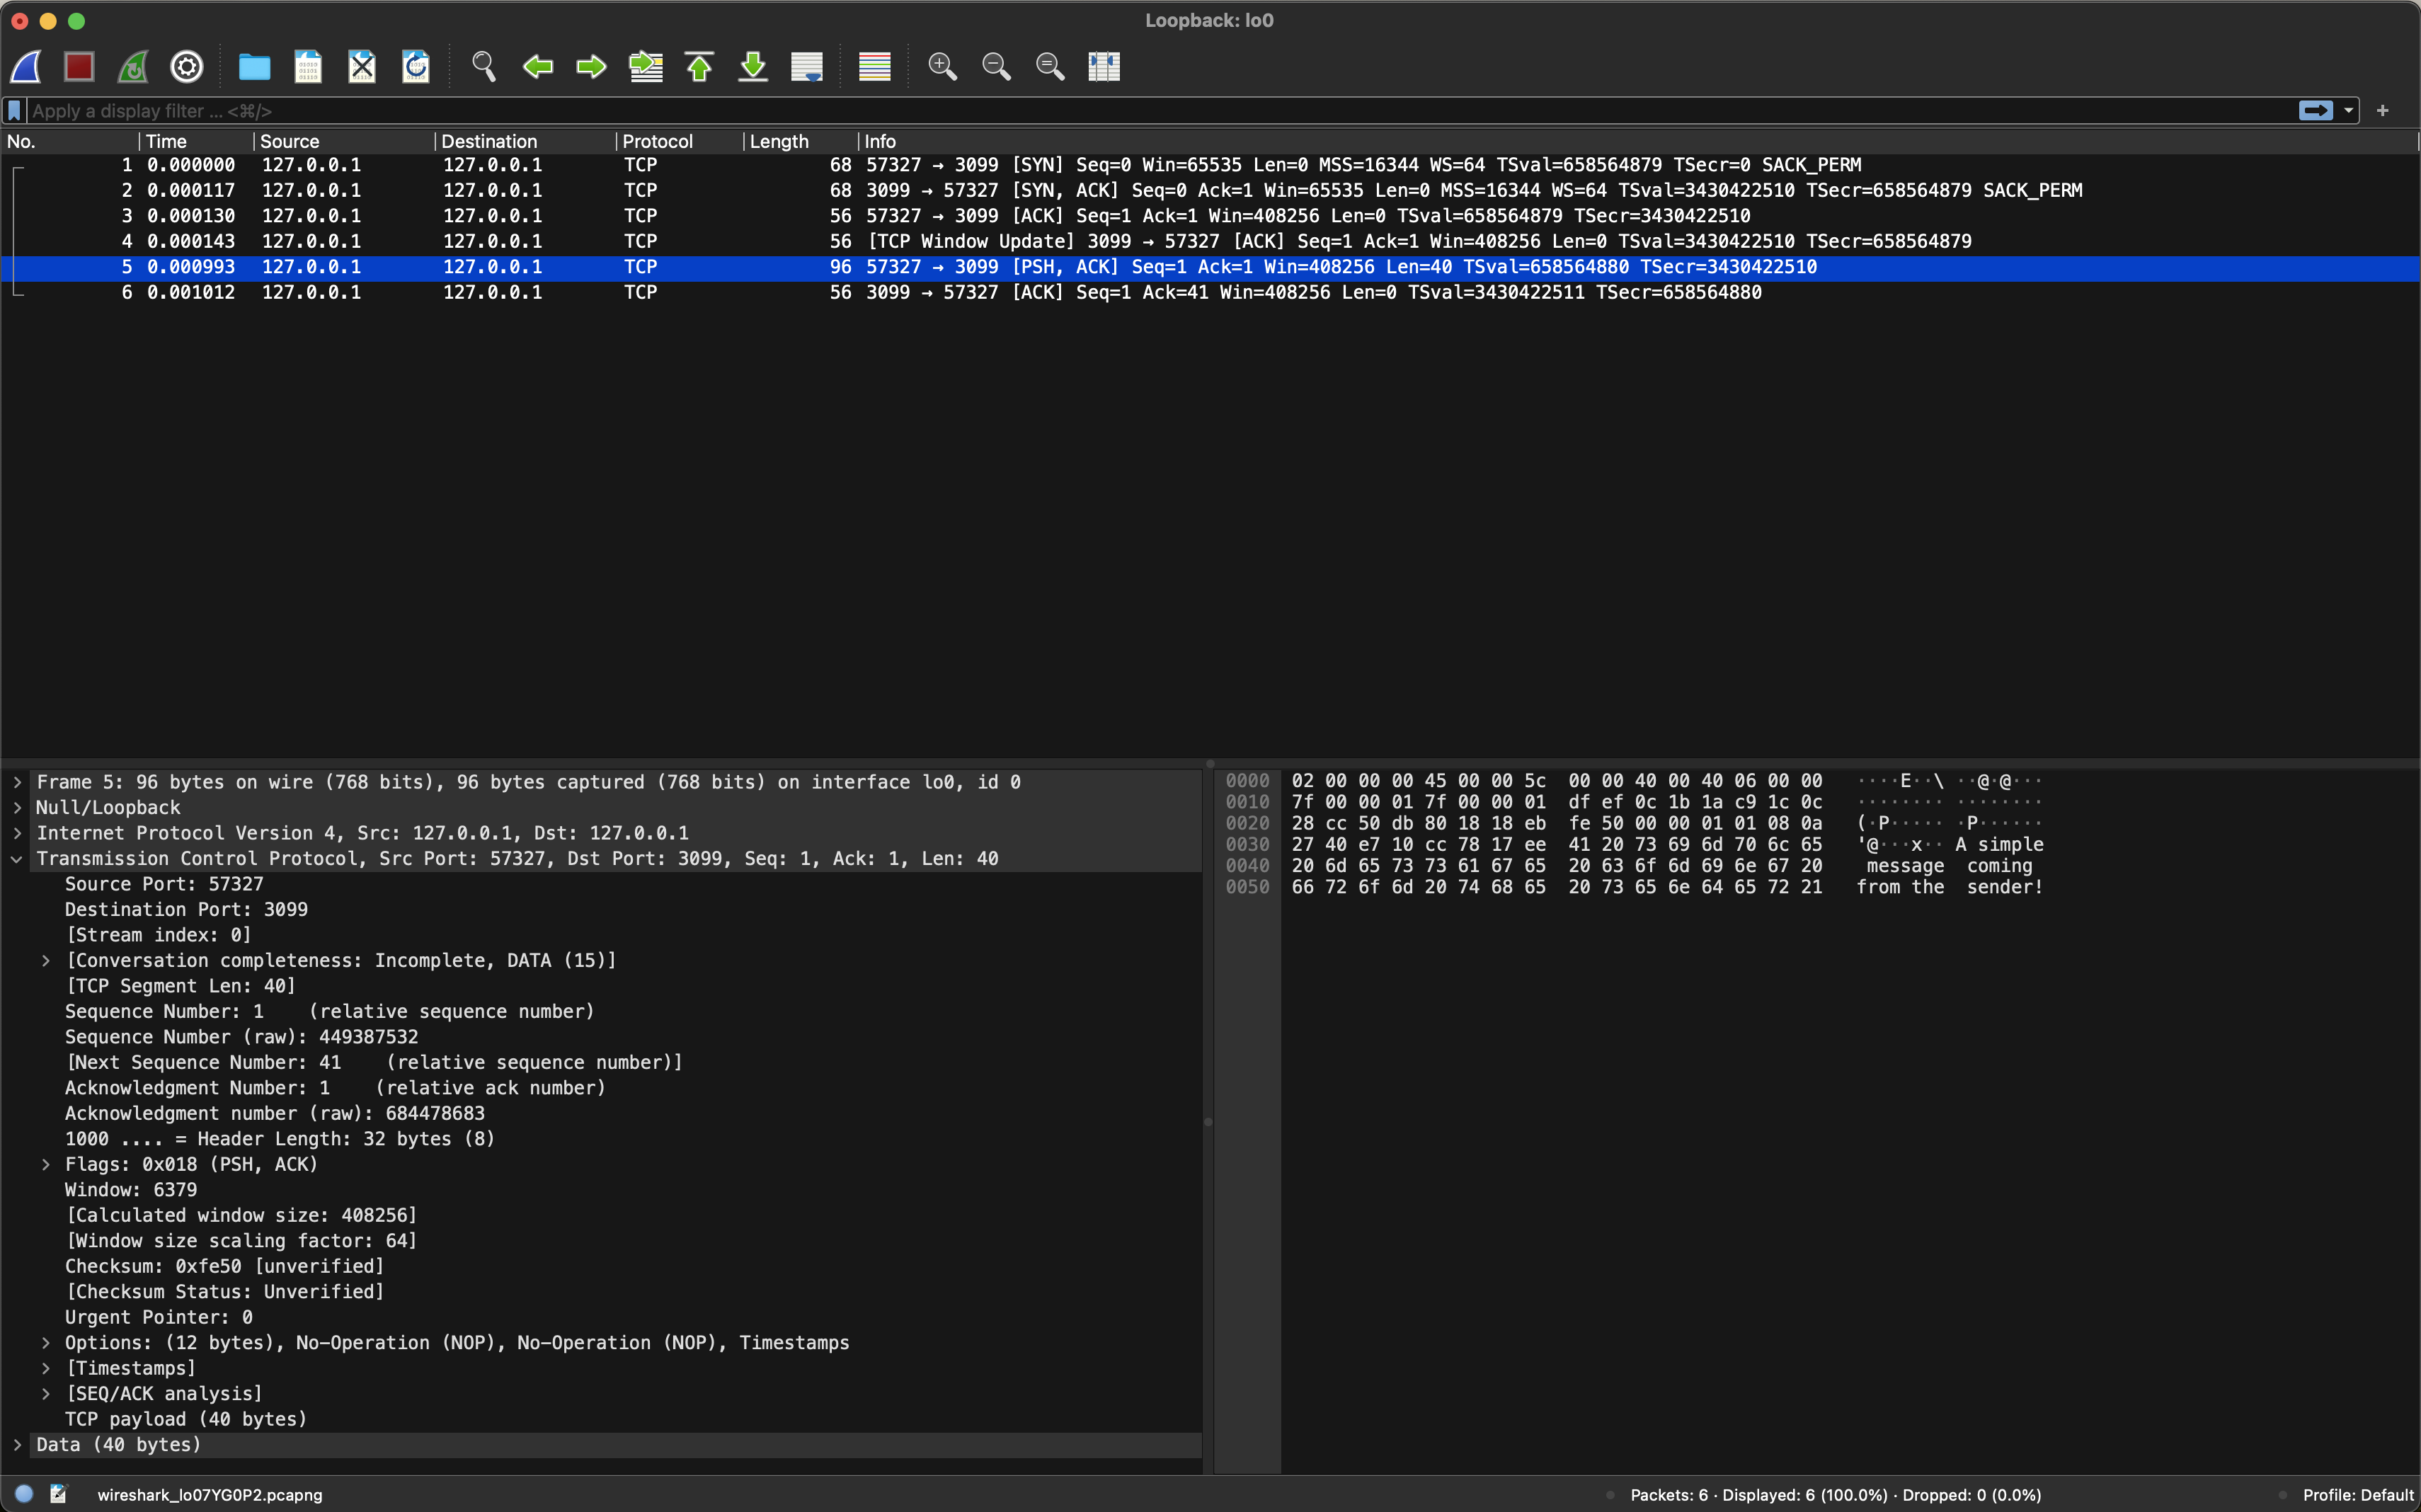 Loopback: lo0
Apply a display filter ... <⌘/>
+
No. Time Source Destination Protocol Length Info
1 0.000000 127.0.0.1 127.0.0.1 TCP 68 57327 → 3099 [SYN] Seq=0 Win=65535 Len=0 MSS=16344 WS=64 TSval=658564879 TSecr=0 SACK_PERM
2 0.000117 127.0.0.1 127.0.0.1 TCP 68 3099 → 57327 [SYN, ACK] Seq=0 Ack=1 Win=65535 Len=0 MSS=16344 WS=64 TSval=3430422510 TSecr=658564879 SACK_PERM
3 0.000130 127.0.0.1 127.0.0.1 TCP 56 57327 → 3099 [ACK] Seq=1 Ack=1 Win=408256 Len=0 TSval=658564879 TSecr=3430422510
4 0.000143 127.0.0.1 127.0.0.1 TCP 56 [TCP Window Update] 3099 → 57327 [ACK] Seq=1 Ack=1 Win=408256 Len=0 TSval=3430422510 TSecr=658564879
5 0.000993 127.0.0.1 127.0.0.1 TCP 96 57327 → 3099 [PSH, ACK] Seq=1 Ack=1 Win=408256 Len=40 TSval=658564880 TSecr=3430422510
6 0.001012 127.0.0.1 127.0.0.1 TCP 56 3099 → 57327 [ACK] Seq=1 Ack=41 Win=408256 Len=0 TSval=3430422511 TSecr=658564880
Frame 5: 96 bytes on wire (768 bits), 96 bytes captured (768 bits) on interface lo0, id 0
Null/Loopback
Internet Protocol Version 4, Src: 127.0.0.1, Dst: 127.0.0.1
Transmission Control Protocol, Src Port: 57327, Dst Port: 3099, Seq: 1, Ack: 1, Len: 40
Source Port: 57327
Destination Port: 3099
[Stream index: 0]
[Conversation completeness: Incomplete, DATA (15)]
[TCP Segment Len: 40]
Sequence Number: 1    (relative sequence number)
Sequence Number (raw): 449387532
[Next Sequence Number: 41    (relative sequence number)]
Acknowledgment Number: 1    (relative ack number)
Acknowledgment number (raw): 684478683
1000 .... = Header Length: 32 bytes (8)
Flags: 0x018 (PSH, ACK)
Window: 6379
[Calculated window size: 408256]
[Window size scaling factor: 64]
Checksum: 0xfe50 [unverified]
[Checksum Status: Unverified]
Urgent Pointer: 0
Options: (12 bytes), No-Operation (NOP), No-Operation (NOP), Timestamps
[Timestamps]
[SEQ/ACK analysis]
TCP payload (40 bytes)
Data (40 bytes)
0000 02 00 00 00 45 00 00 5c 00 00 40 00 40 06 00 00 ····E··\ ··@·@···
0010 7f 00 00 01 7f 00 00 01 df ef 0c 1b 1a c9 1c 0c ········ ········
0020 28 cc 50 db 80 18 18 eb fe 50 00 00 01 01 08 0a (·P····· ·P······
0030 27 40 e7 10 cc 78 17 ee 41 20 73 69 6d 70 6c 65 '@···x·· A simple
0040 20 6d 65 73 73 61 67 65 20 63 6f 6d 69 6e 67 20 message coming
0050 66 72 6f 6d 20 74 68 65 20 73 65 6e 64 65 72 21 from the sender!
wireshark_lo07YG0P2.pcapng
Packets: 6 · Displayed: 6 (100.0%) · Dropped: 0 (0.0%)
Profile: Default